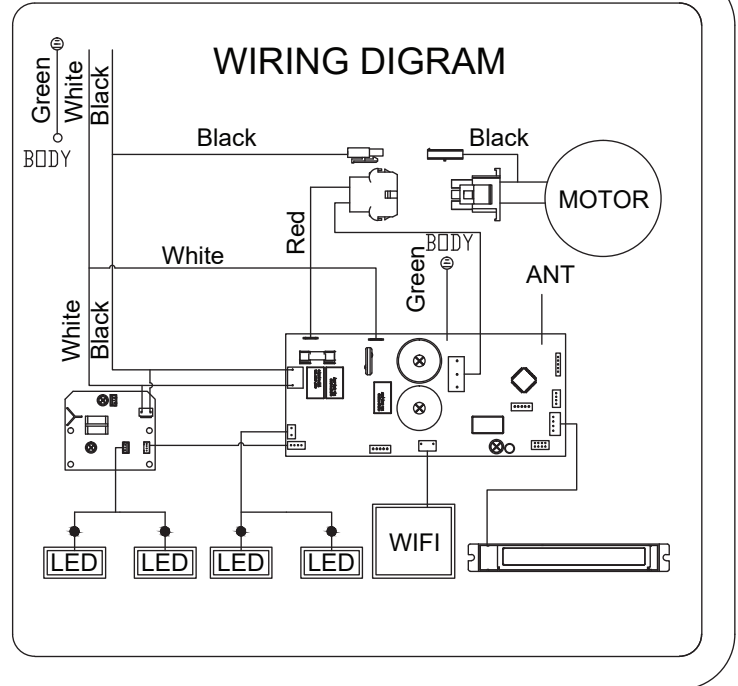 WIRING DIGRAM
Green
White
Black
BODY
Black
Black
MOTOR
Red
White
BODY
Green
ANT
White
Black
LED
LED
LED
LED
WIFI